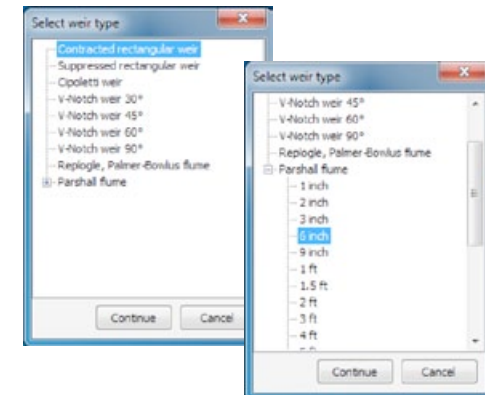 Select weir type
Contracted rectangular weir
Suppressed rectangular weir
Cipoletti weir
V-Notch weir 30°
V-Notch weir 45°
V-Notch weir 60°
V-Notch weir 90°
Replogle, Palmer-Bowlus flume
Parshall flume
Continue
Cancel
Select weir type
V-Notch weir 45°
V-Notch weir 60°
V-Notch weir 90°
Replogle, Palmer-Bowlus flume
Parshall flume
1 inch
2 inch
3 inch
6 inch
9 inch
1 ft
1.5 ft
2 ft
3 ft
4 ft
Continue
Cancel